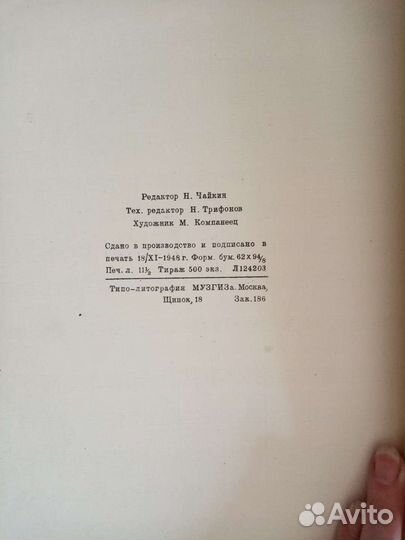 Редактор Н. Чайкин
Тех. редактор Н. Трифонов
Художник М. Компанеец
Сдано в производство и подписано в
печать 18/XI-1948 г. Форм. бум. 62 x 94/8
Печ. л. 11½ Тираж 500 экз. Л124203
Типо-литография МУЗГИЗа. Москва,
Щипок, 18 Зак. 186
Avito